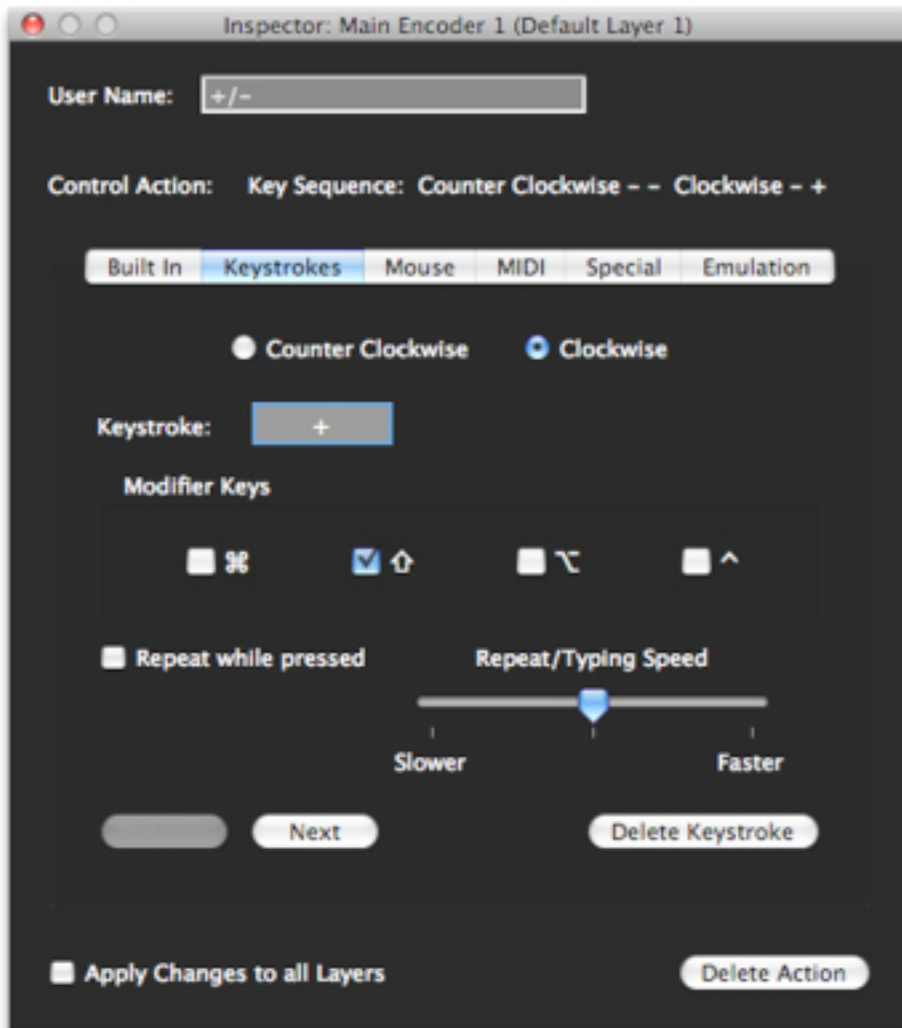 Inspector: Main Encoder 1 (Default Layer 1)
User Name: +/-
Control Action: Key Sequence: Counter Clockwise – – Clockwise – +
Built In Keystrokes Mouse MIDI Special Emulation
Counter Clockwise Clockwise
Keystroke: +
Modifier Keys
⌘ ⇧ ⌥ ^
Repeat while pressed Repeat/Typing Speed
Slower Faster
Next Delete Keystroke
Apply Changes to all Layers Delete Action